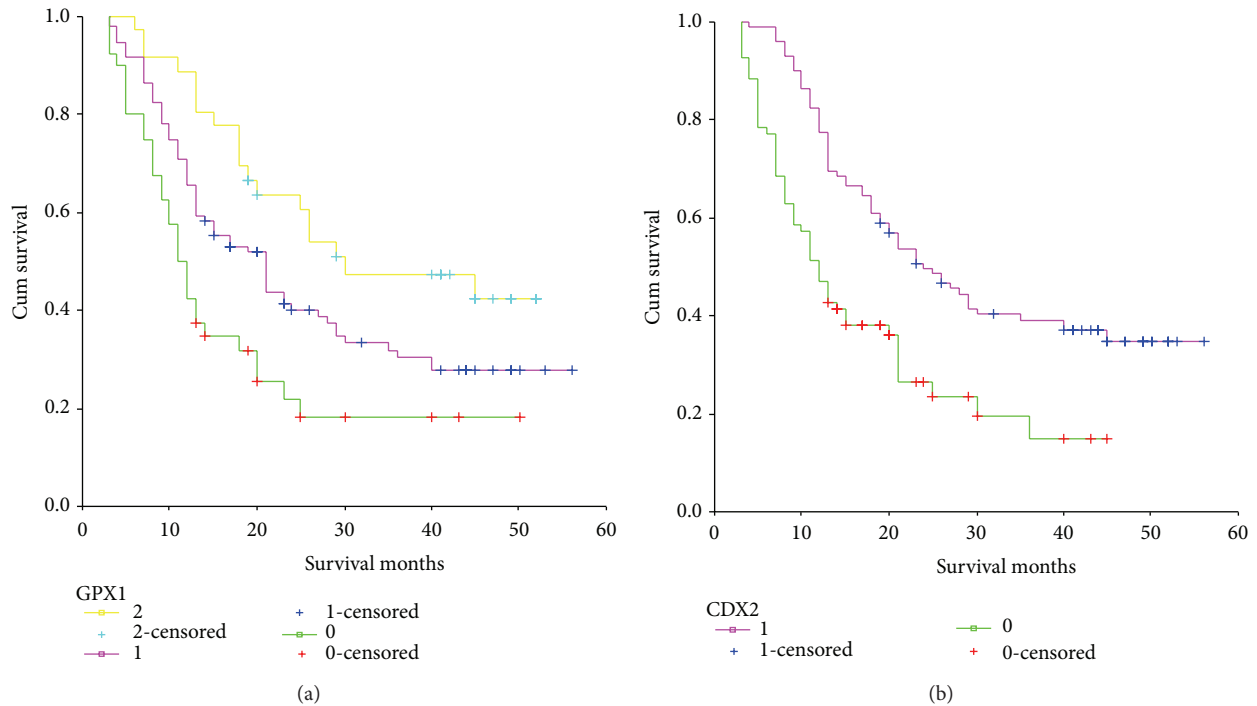 1.0
0.8
0.6
0.4
0.2
0.0
Cum survival
0 10 20 30 40 50 60
Survival months
GPX1
2
2-censored
1
1-censored
0
0-censored
(a)
1.0
0.8
0.6
0.4
0.2
0.0
Cum survival
0 10 20 30 40 50 60
Survival months
CDX2
1
1-censored
0
0-censored
(b)